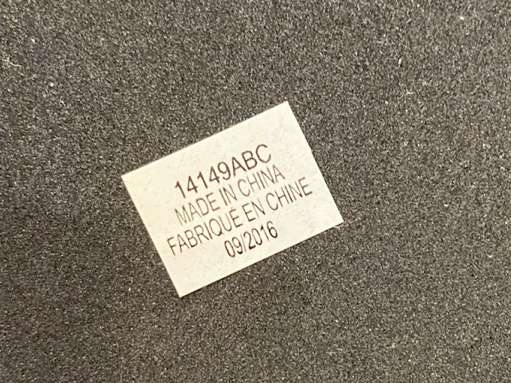 14149ABC
MADE IN CHINA
FABRIQUE EN CHINE
09/2016